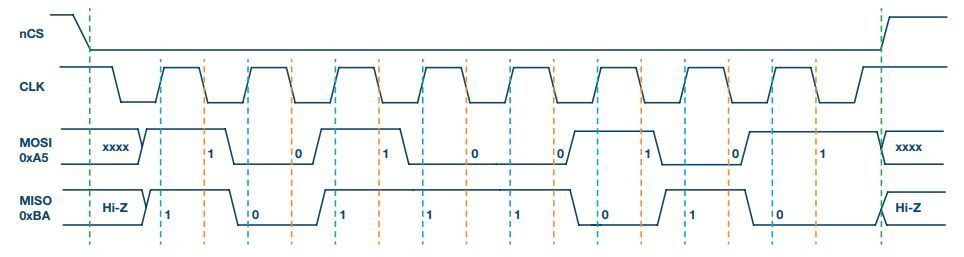 nCS
CLK
MOSI
0xA5
xxxx 1 0 1 0 0 1 0 1 xxxx
MISO
0xBA
Hi-Z 1 0 1 1 1 0 1 0 Hi-Z